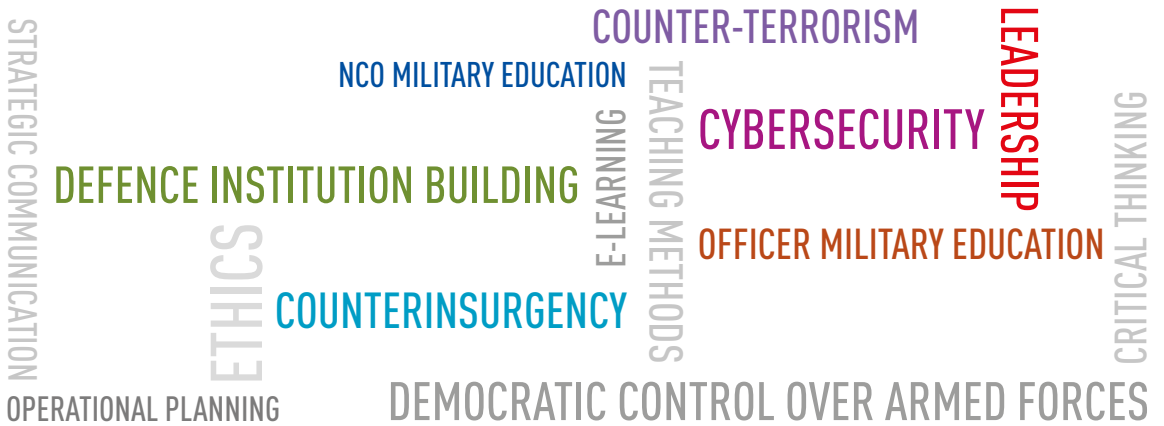 COUNTER-TERRORISM
LEADERSHIP
STRATEGIC COMMUNICATION
NCO MILITARY EDUCATION
TEACHING METHODS
CYBERSECURITY
CRITICAL THINKING
E-LEARNING
DEFENCE INSTITUTION BUILDING
ETHICS
OFFICER MILITARY EDUCATION
COUNTERINSURGENCY
OPERATIONAL PLANNING
DEMOCRATIC CONTROL OVER ARMED FORCES